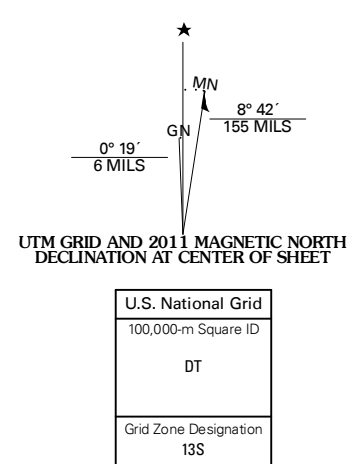 MN
8° 42´
155 MILS
GN
0° 19´
6 MILS
UTM GRID AND 2011 MAGNETIC NORTH
DECLINATION AT CENTER OF SHEET
U.S. National Grid
100,000-m Square ID
DT
Grid Zone Designation
13S